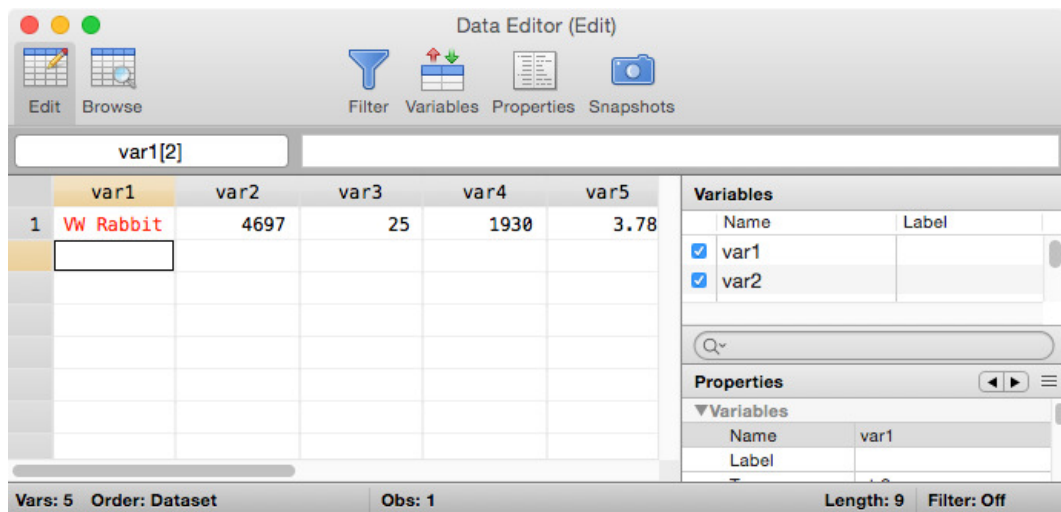 Data Editor (Edit)
Edit Browse Filter Variables Properties Snapshots
var1[2]
var1 var2 var3 var4 var5
1 VW Rabbit 4697 25 1930 3.78
Variables
Name Label
var1
var2
Properties
Variables
Name var1
Label
Vars: 5 Order: Dataset Obs: 1 Length: 9 Filter: Off